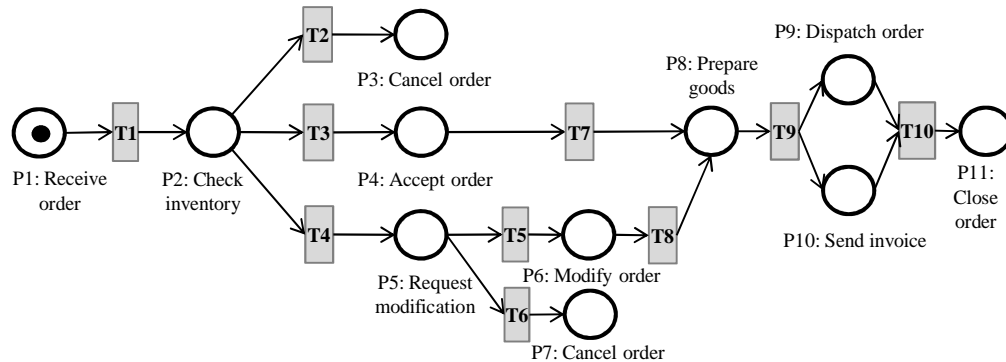 P9: Dispatch order
T2
P8: Prepare
goods
P3: Cancel order
T1
T3
T7
T9
T10
P1: Receive
order
P2: Check
inventory
P4: Accept order
P11:
Close
order
T4
T5
T8
P10: Send invoice
P5: Request
modification
P6: Modify order
T6
P7: Cancel order